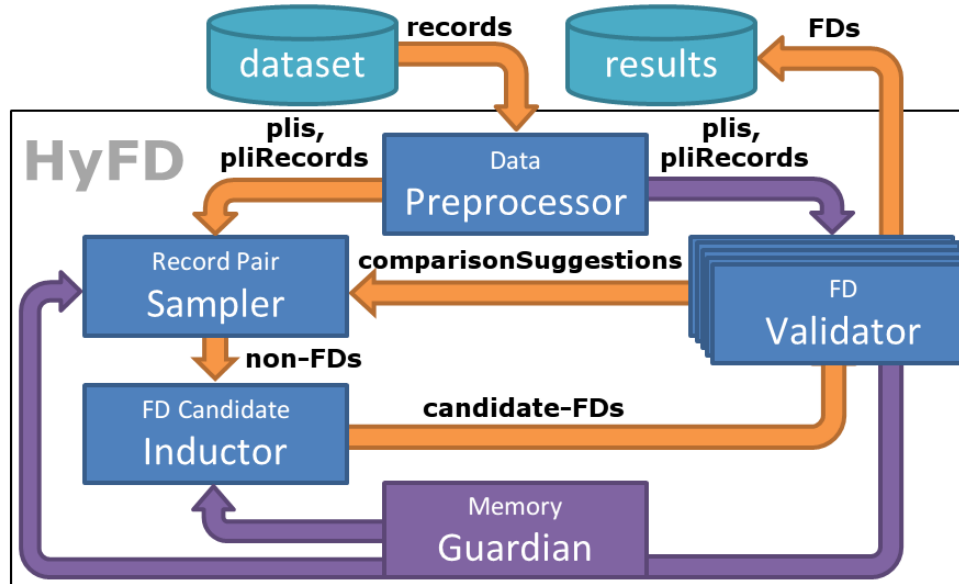 records
FDs
dataset
results
HyFD
plis,
pliRecords
Data
Preprocessor
plis,
pliRecords
Record Pair
Sampler
comparisonSuggestions
FD
Validator
non-FDs
FD Candidate
Inductor
candidate-FDs
Memory
Guardian